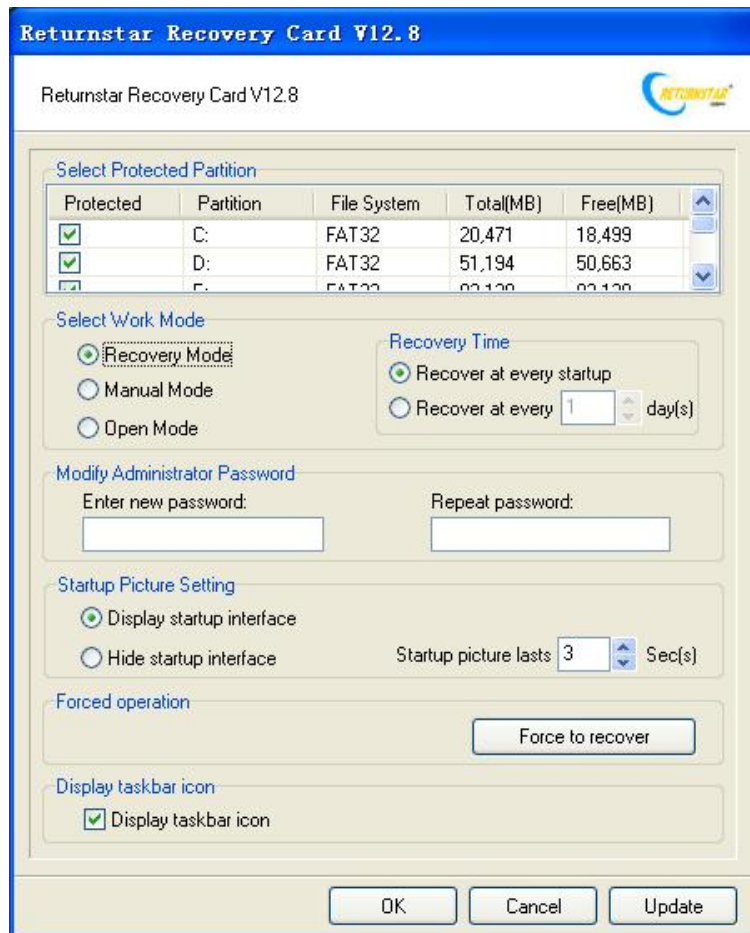 Returnstar Recovery Card V12.8
Returnstar Recovery Card V12.8
RETURNSTAR
Select Protected Partition
Protected Partition File System Total(MB) Free(MB)
C: FAT32 20,471 18,499
D: FAT32 51,194 50,663
Select Work Mode
Recovery Mode
Manual Mode
Open Mode
Recovery Time
Recover at every startup
Recover at every 1 day(s)
Modify Administrator Password
Enter new password: Repeat password:
Startup Picture Setting
Display startup interface
Hide startup interface Startup picture lasts 3 Sec(s)
Forced operation
Force to recover
Display taskbar icon
Display taskbar icon
OK Cancel Update